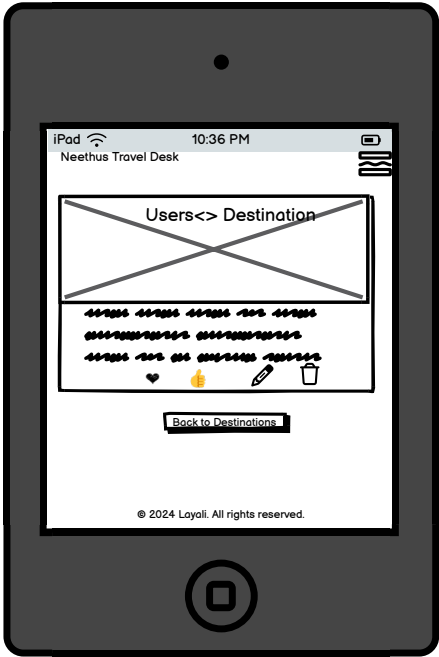 iPad 10:36 PM
Neethus Travel Desk
Users<> Destination
Back to Destinations
© 2024 Layali. All rights reserved.